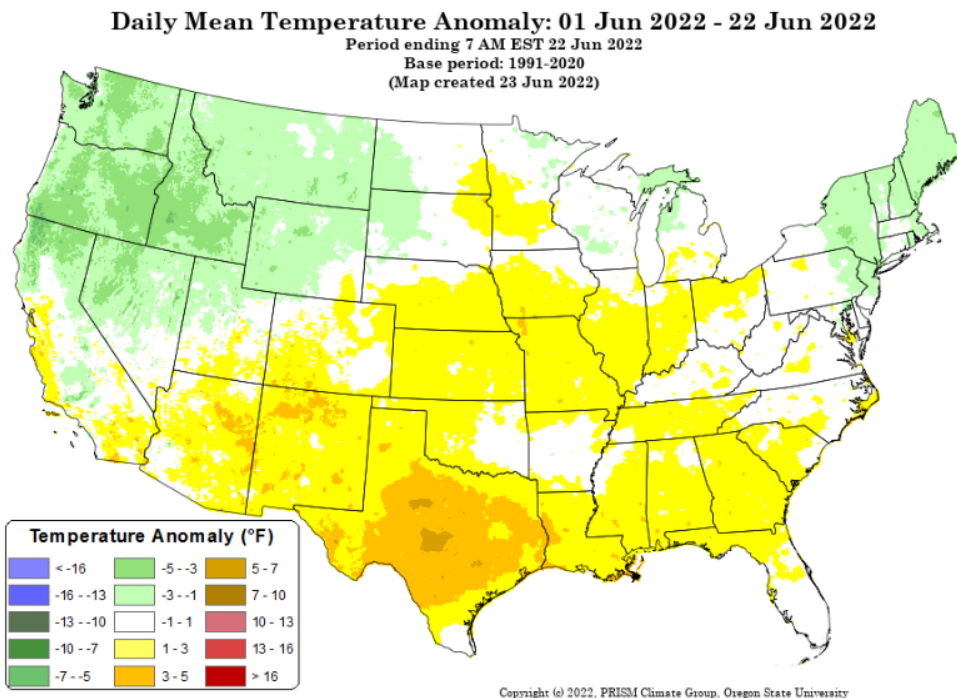 Daily Mean Temperature Anomaly: 01 Jun 2022 - 22 Jun 2022
Period ending 7 AM EST 22 Jun 2022
Base period: 1991-2020
(Map created 23 Jun 2022)
Temperature Anomaly (°F)
< -16 -5 - -3 5 - 7
-16 - -13 -3 - -1 7 - 10
-13 - -10 -1 - 1 10 - 13
-10 - -7 1 - 3 13 - 16
-7 - -5 3 - 5 > 16
Copyright (c) 2022, PRISM Climate Group, Oregon State University